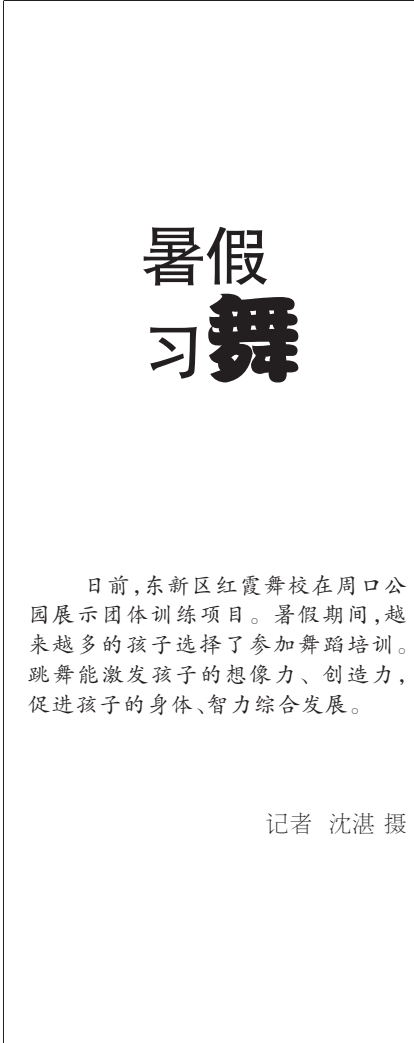 暑假
习舞
日前,东新区红霞舞校在周口公
园展示团体训练项目。暑假期间,越
来越多的孩子选择了参加舞蹈培训。
跳舞能激发孩子的想像力、创造力,
促进孩子的身体、智力综合发展。
记者 沈湛 摄